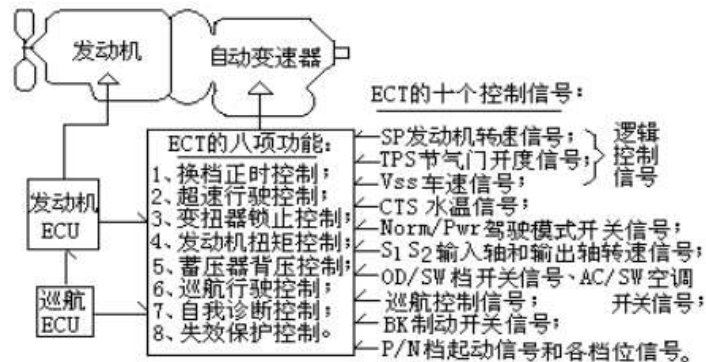 发动机
自动变速器
发动机
ECU
巡航
ECU
ECT的八项功能:
1、换档正时控制;
2、超速行驶控制;
3、变扭器锁止控制;
4、发动机扭矩控制;
5、蓄压器背压控制;
6、巡航行驶控制;
7、自我诊断控制;
8、失效保护控制。
ECT的十个控制信号:
SP发动机转速信号;
TPS节气门开度信号;
Vss车速信号;
逻辑
控制
信号
CTS 水温信号;
Norm/Pwr驾驶模式开关信号;
S1S2输入轴和输出轴转速信号;
OD/SW档开关信号、AC/SW空调
巡航控制信号; 开关信号;
BK制动开关信号;
P/N档起动信号和各档位信号。